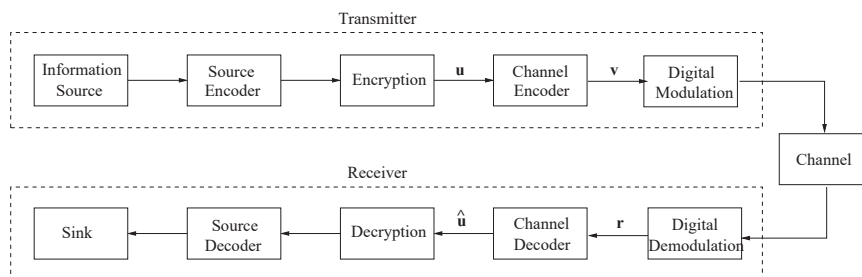 Transmitter
Information
Source
Source
Encoder
Encryption
u
Channel
Encoder
v
Digital
Modulation
Channel
Receiver
Sink
Source
Decoder
Decryption
û
Channel
Decoder
r
Digital
Demodulation